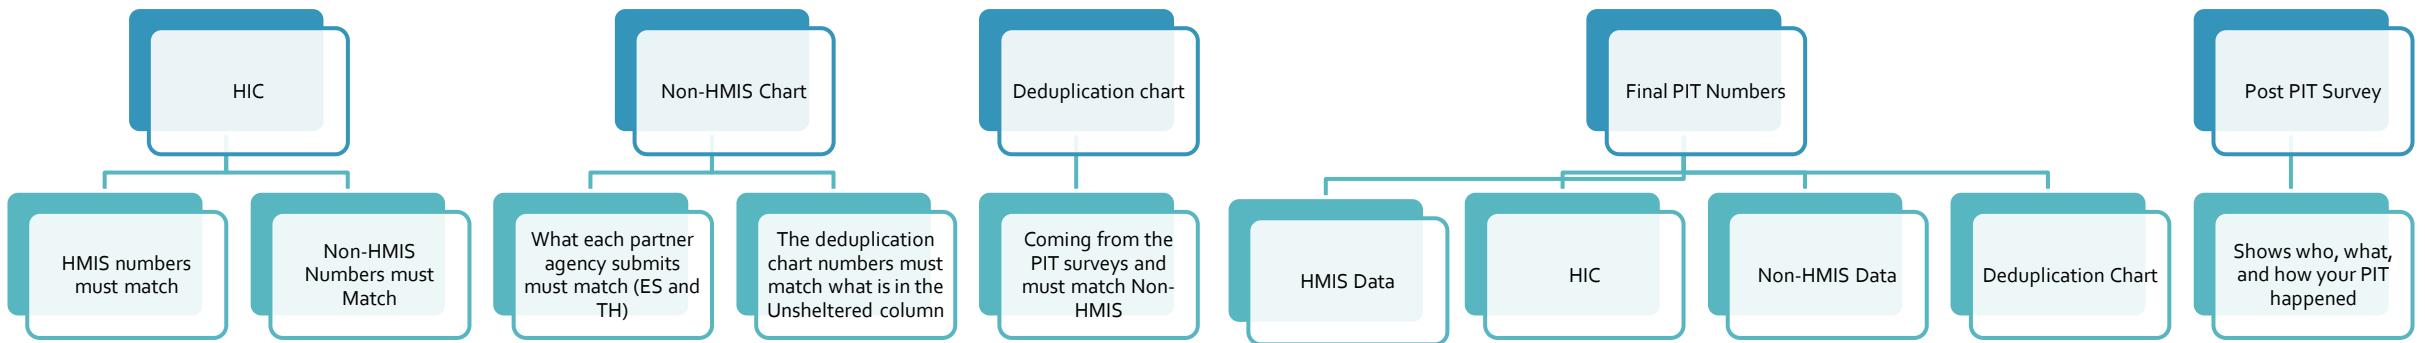 HIC
Non-HMIS Chart
Deduplication chart
Final PIT Numbers
Post PIT Survey
HMIS numbers
must match
Non-HMIS
Numbers must
Match
What each partner
agency submits
must match (ES and
TH)
The deduplication
chart numbers must
match what is in the
Unsheltered column
Coming from the
PIT surveys and
must match Non-
HMIS
HMIS Data
HIC
Non-HMIS Data
Deduplication Chart
Shows who, what,
and how your PIT
happened